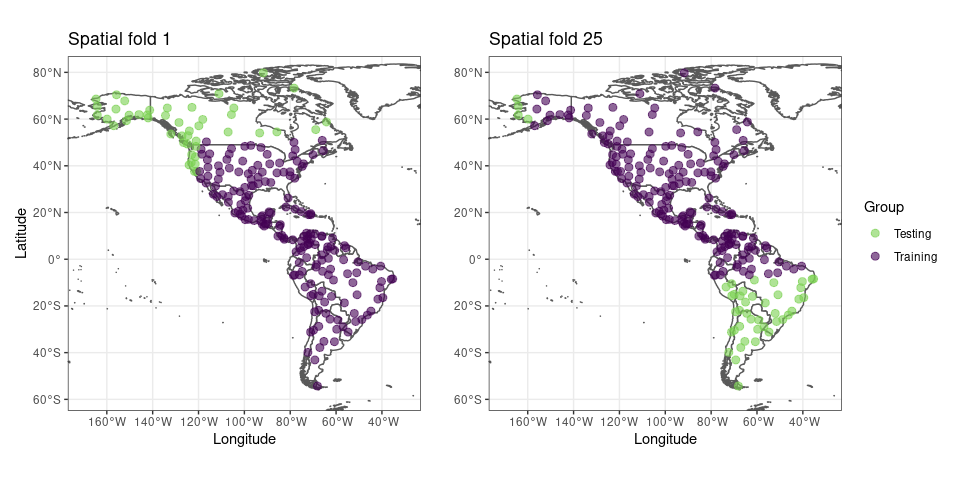 Spatial fold 1
Spatial fold 25
80°N
60°N
40°N
20°N
0°
20°S
40°S
60°S
80°N
60°N
40°N
20°N
0°
20°S
40°S
60°S
160°W 140°W 120°W 100°W 80°W 60°W 40°W
160°W 140°W 120°W 100°W 80°W 60°W 40°W
Longitude
Longitude
Latitude
Group
Testing
Training